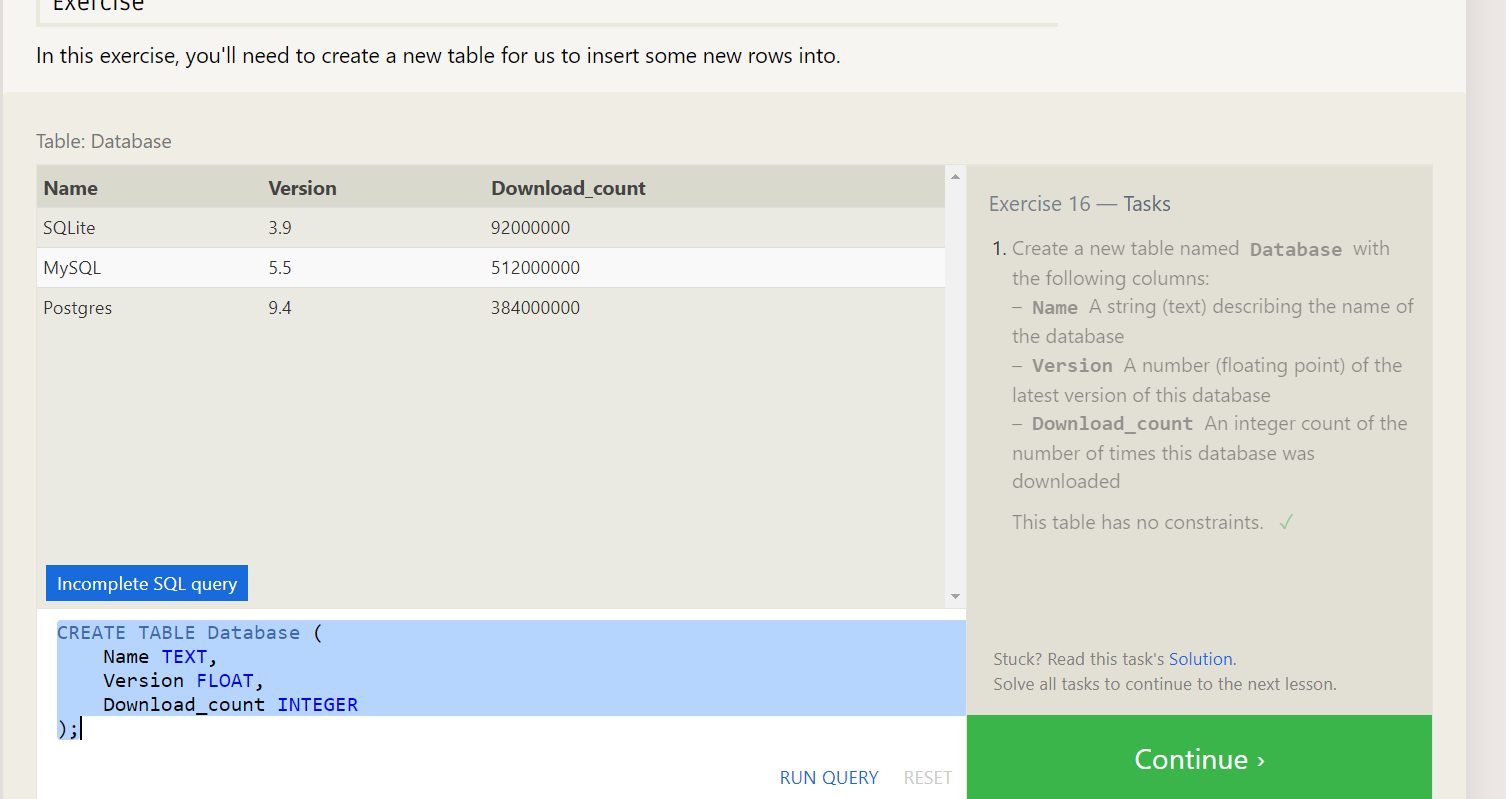 Exercise
In this exercise, you'll need to create a new table for us to insert some new rows into.
Table: Database
Name Version Download_count
SQLite 3.9 92000000
MySQL 5.5 512000000
Postgres 9.4 384000000
Incomplete SQL query
CREATE TABLE Database (
    Name TEXT,
    Version FLOAT,
    Download_count INTEGER
);
RUN QUERY RESET
Exercise 16 — Tasks
1. Create a new table named Database with
the following columns:
– Name A string (text) describing the name of
the database
– Version A number (floating point) of the
latest version of this database
– Download_count An integer count of the
number of times this database was
downloaded
This table has no constraints. ✓
Stuck? Read this task's Solution.
Solve all tasks to continue to the next lesson.
Continue ›